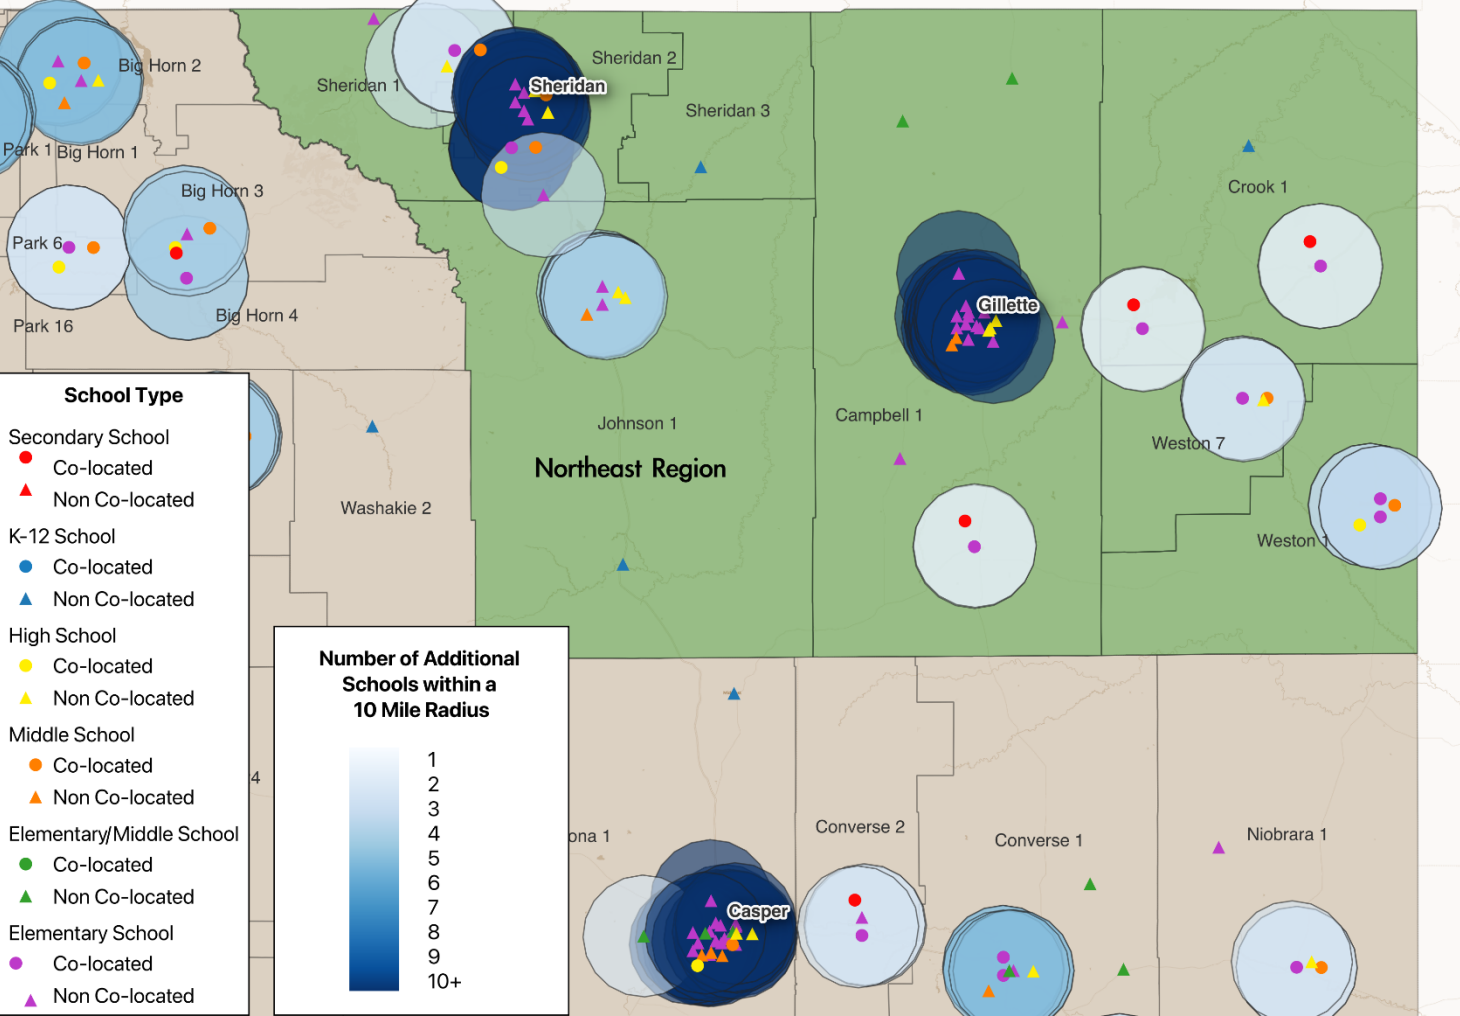 Big Horn 2
Sheridan 1
Sheridan 2
Sheridan
Sheridan 3
Park 1
Big Horn 1
Big Horn 3
Crook 1
Park 6
Big Horn 4
Park 16
Gillette
Johnson 1
Campbell 1
Weston 7
Northeast Region
Washakie 2
Weston 1
School Type
Secondary School
Co-located
Non Co-located
K-12 School
Co-located
Non Co-located
High School
Co-located
Non Co-located
Middle School
Co-located
Non Co-located
Elementary/Middle School
Co-located
Non Co-located
Elementary School
Co-located
Non Co-located
4
Number of Additional
Schools within a
10 Mile Radius
1
2
3
4
5
6
7
8
9
10+
ona 1
Converse 2
Converse 1
Niobrara 1
Casper